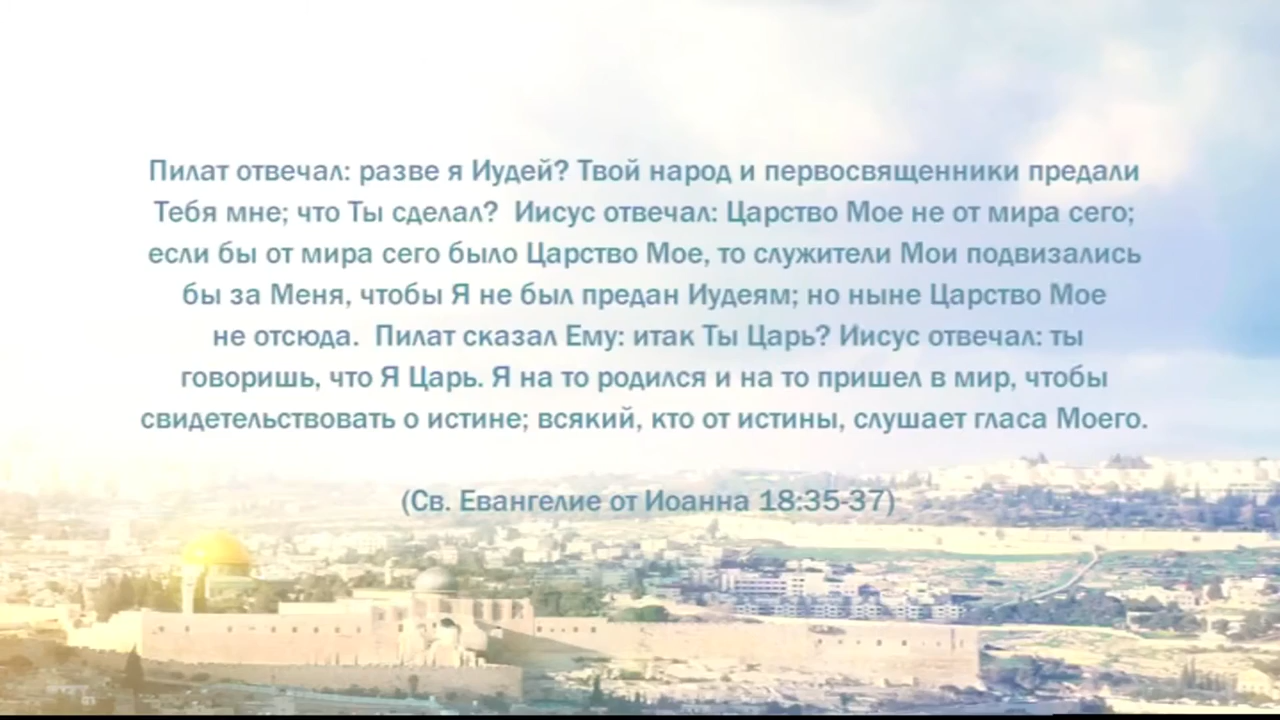 Пилат отвечал: разве я Иудей? Твой народ и первосвященники предали
Тебя мне; что Ты сделал?  Иисус отвечал: Царство Мое не от мира сего;
если бы от мира сего было Царство Мое, то служители Мои подвизались
бы за Меня, чтобы Я не был предан Иудеям; но ныне Царство Мое
не отсюда.  Пилат сказал Ему: итак Ты Царь? Иисус отвечал: ты
говоришь, что Я Царь. Я на то родился и на то пришел в мир, чтобы
свидетельствовать о истине; всякий, кто от истины, слушает гласа Моего.
(Св. Евангелие от Иоанна 18:35-37)